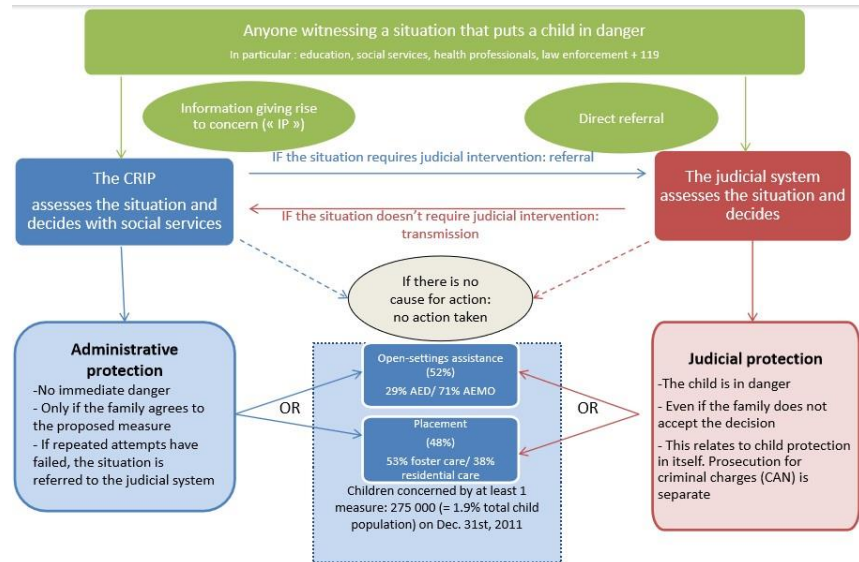 Anyone witnessing a situation that puts a child in danger
In particular : education, social services, health professionals, law enforcement + 119
Information giving rise
to concern (« IP »)
Direct referral
The CRIP
assesses the situation and
decides with social services
IF the situation requires judicial intervention: referral
IF the situation doesn't require judicial intervention:
transmission
The judicial system
assesses the situation and
decides
If there is no
cause for action:
no action taken
Administrative
protection
-No immediate danger
- Only if the family agrees to
the proposed measure
- If repeated attempts have
failed, the situation is
referred to the judicial system
OR
Open-settings assistance
(52%)
29% AED/ 71% AEMO
Placement
(48%)
53% foster care/ 38%
residential care
Children concerned by at least 1
measure: 275 000 (= 1.9% total child
population) on Dec. 31st, 2011
OR
Judicial protection
-The child is in danger
- Even if the family does not
accept the decision
- This relates to child protection
in itself. Prosecution for
criminal charges (CAN) is
separate